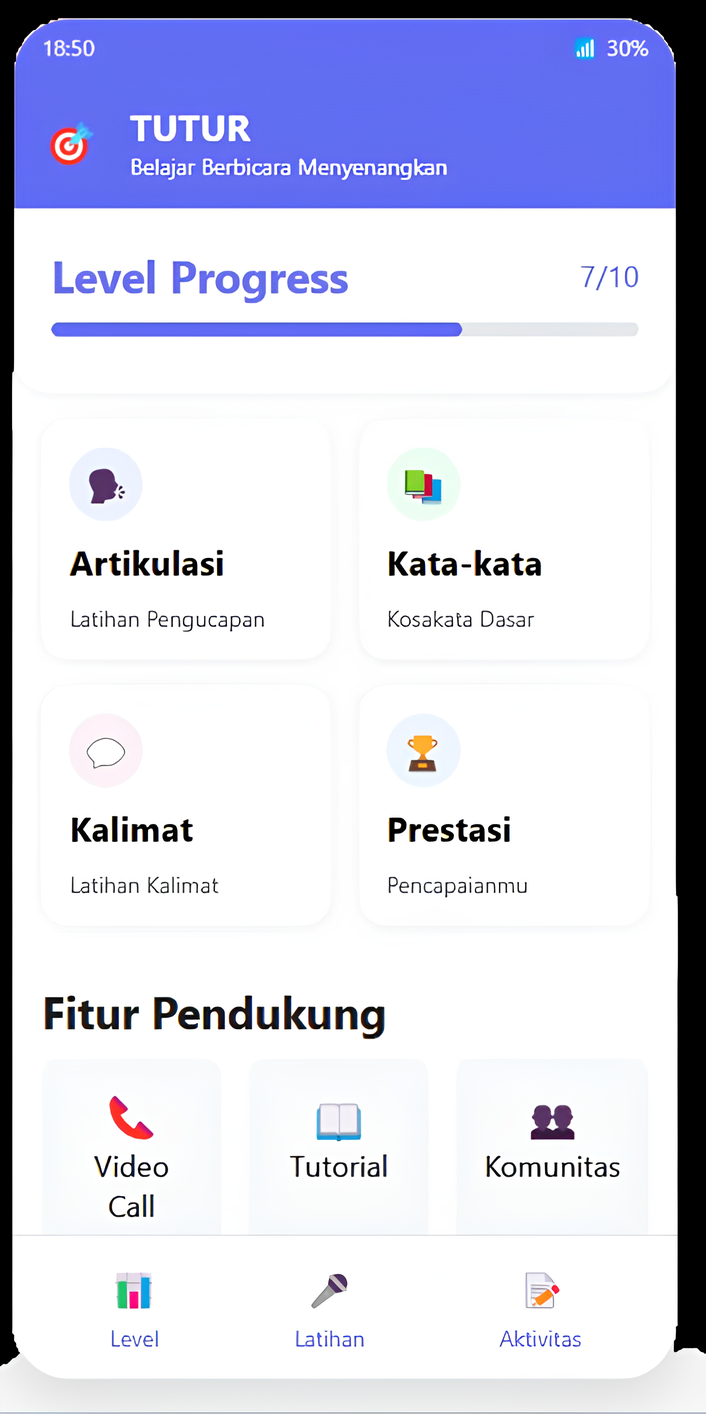 18:50
30%
TUTUR
Belajar Berbicara Menyenangkan
Level Progress
7/10
Artikulasi
Latihan Pengucapan
Kata-kata
Kosakata Dasar
Kalimat
Latihan Kalimat
Prestasi
Pencapaianmu
Fitur Pendukung
Video
Call
Tutorial
Komunitas
Level
Latihan
Aktivitas